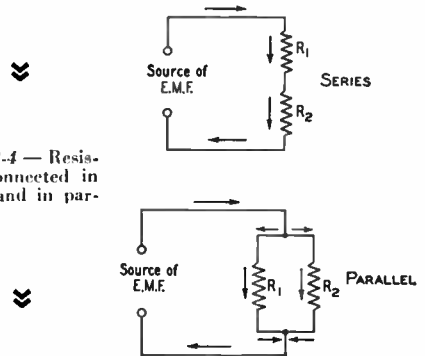 R1
Source of
E.M.F.
SERIES
R2
-4 — Resis-
onnected in
and in par-
Source of
E.M.F.
R1
R2
PARALLEL